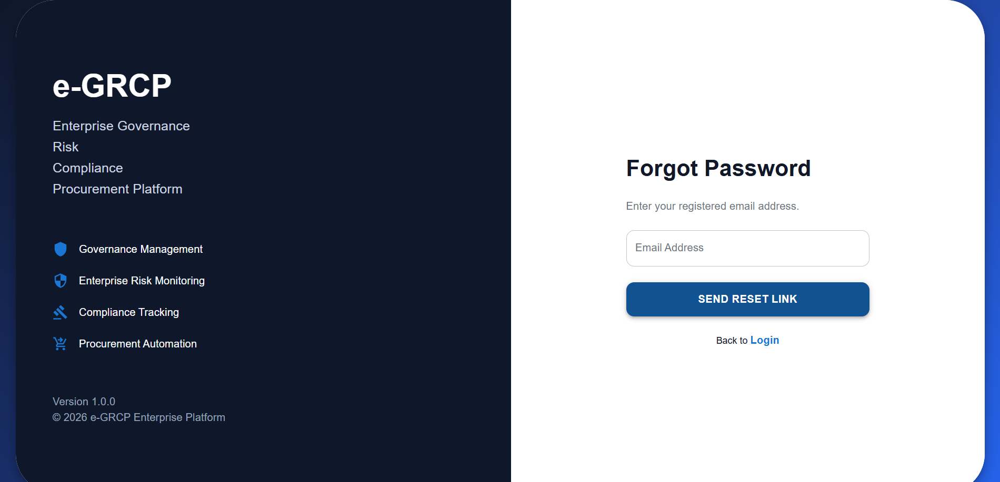 e-GRCP
Enterprise Governance
Risk
Compliance
Procurement Platform
Governance Management
Enterprise Risk Monitoring
Compliance Tracking
Procurement Automation
Version 1.0.0
© 2026 e-GRCP Enterprise Platform
Forgot Password
Enter your registered email address.
Email Address
SEND RESET LINK
Back to Login